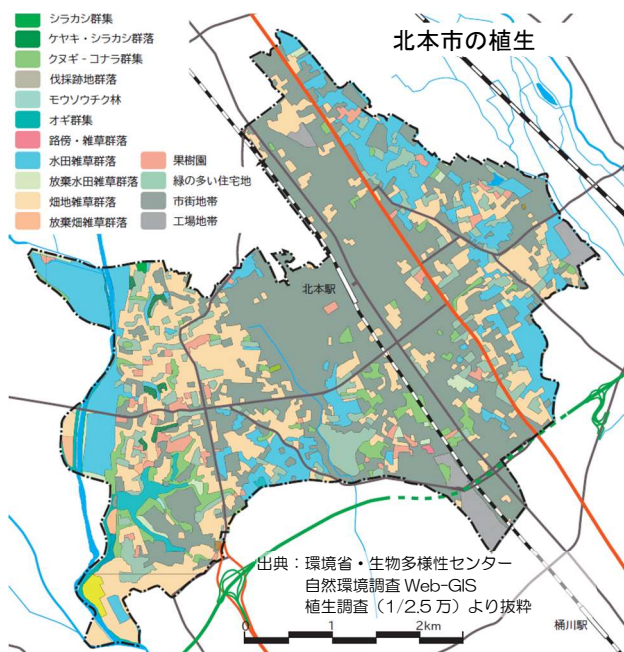 北本市の植生
シラカシ群集
ケヤキ・シラカシ群落
クヌギ - コナラ群集
伐採跡地群落
モウソウチク林
オギ群集
路傍・雑草群落
水田雑草群落
放棄水田雑草群落
畑地雑草群落
放棄畑雑草群落
果樹園
緑の多い住宅地
市街地帯
工場地帯
北本駅
出典：環境省・生物多様性センター
自然環境調査 Web-GIS
植生調査（1/2.5 万）より抜粋
0 1 2km
桶川駅